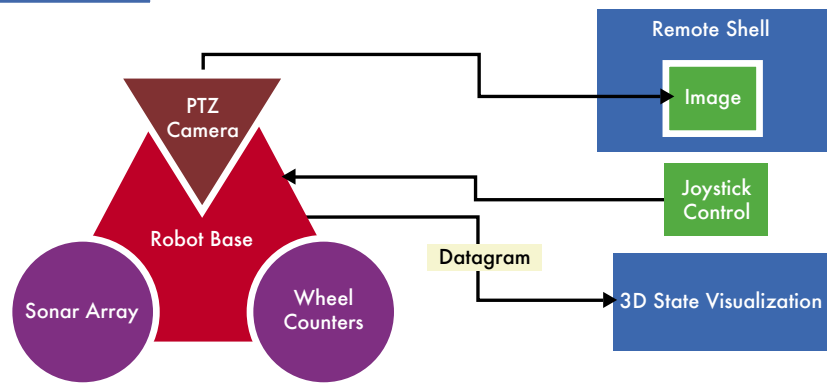 Remote Shell
PTZ
Camera
Image
Joystick
Control
Robot Base
Datagram
Sonar Array
Wheel
Counters
3D State Visualization